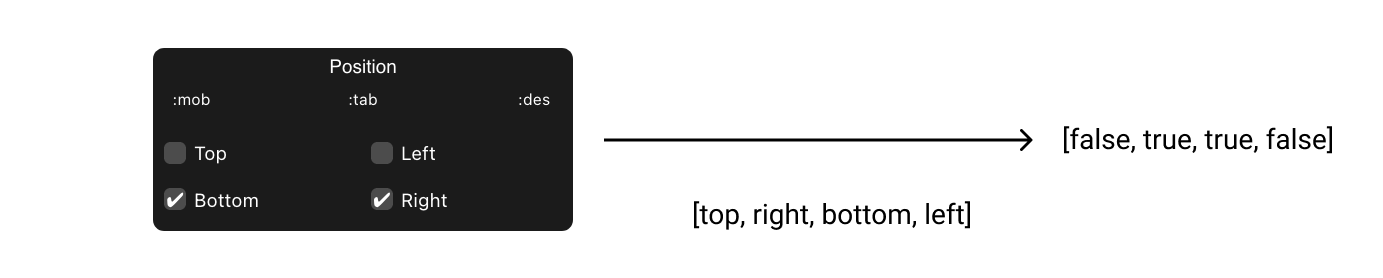 Position
:mob :tab :des
Top Left
Bottom Right
[top, right, bottom, left]
[false, true, true, false]